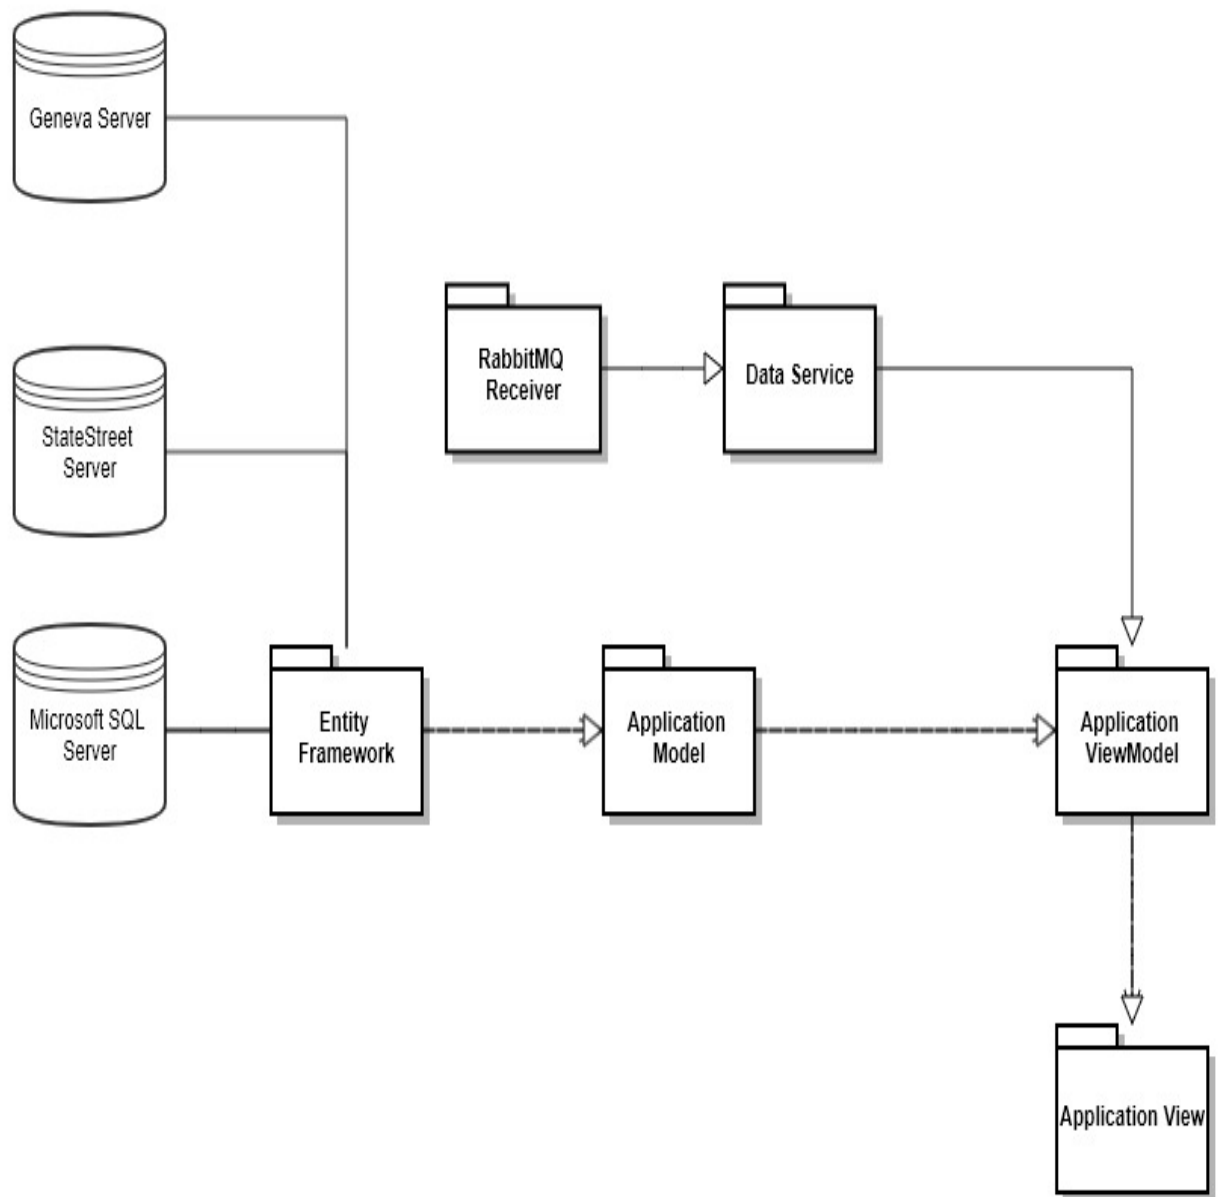 Geneva Server
RabbitMQ
Receiver
Data Service
StateStreet
Server
Microsoft SQL
Server
Entity
Framework
Application
Model
Application
ViewModel
Application View